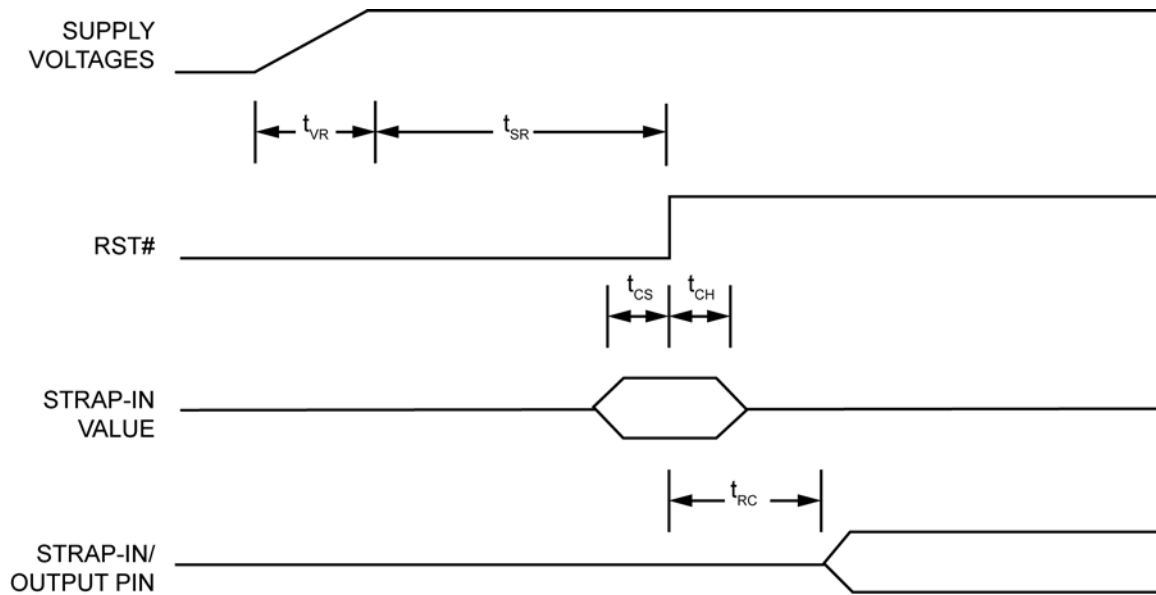 SUPPLY
VOLTAGES
tVR
tSR
RST#
tCS
tCH
STRAP-IN
VALUE
tRC
STRAP-IN/
OUTPUT PIN